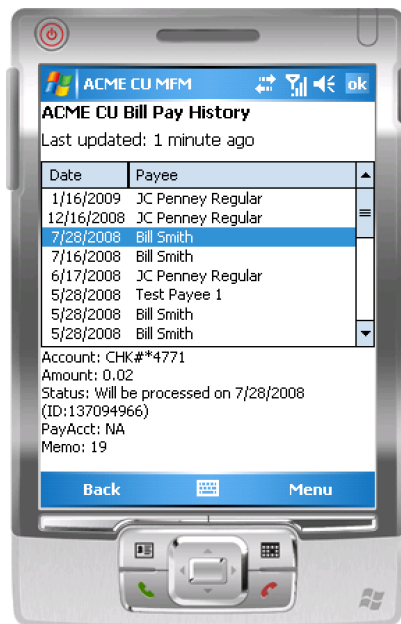 ACME CU MFM ok
ACME CU Bill Pay History
Last updated: 1 minute ago
Date Payee
1/16/2009 JC Penney Regular
12/16/2008 JC Penney Regular
7/28/2008 Bill Smith
7/16/2008 Bill Smith
6/17/2008 JC Penney Regular
5/28/2008 Test Payee 1
5/28/2008 Bill Smith
5/28/2008 Bill Smith
Account: CHK#*4771
Amount: 0.02
Status: Will be processed on 7/28/2008
(ID:137094966)
PayAcct: NA
Memo: 19
Back Menu